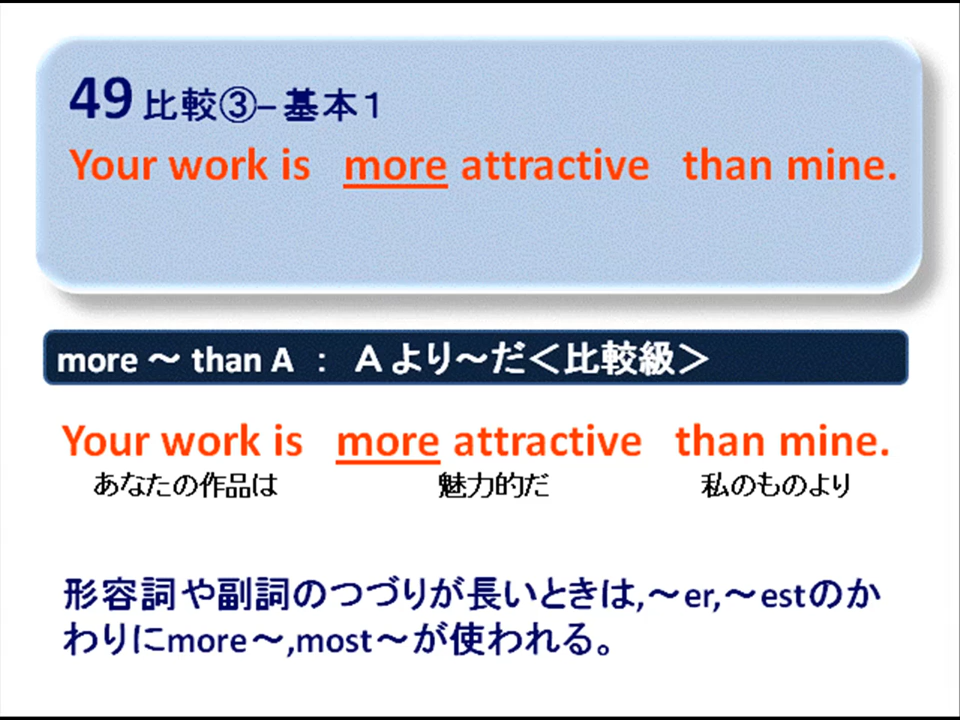 49 比較③–基本１
Your work is more attractive than mine.
more ～ than A ： Ａより～だ＜比較級＞
Your work is more attractive than mine.
あなたの作品は 魅力的だ 私のものより
形容詞や副詞のつづりが長いときは,～er,～estのか
わりにmore～,most～が使われる。